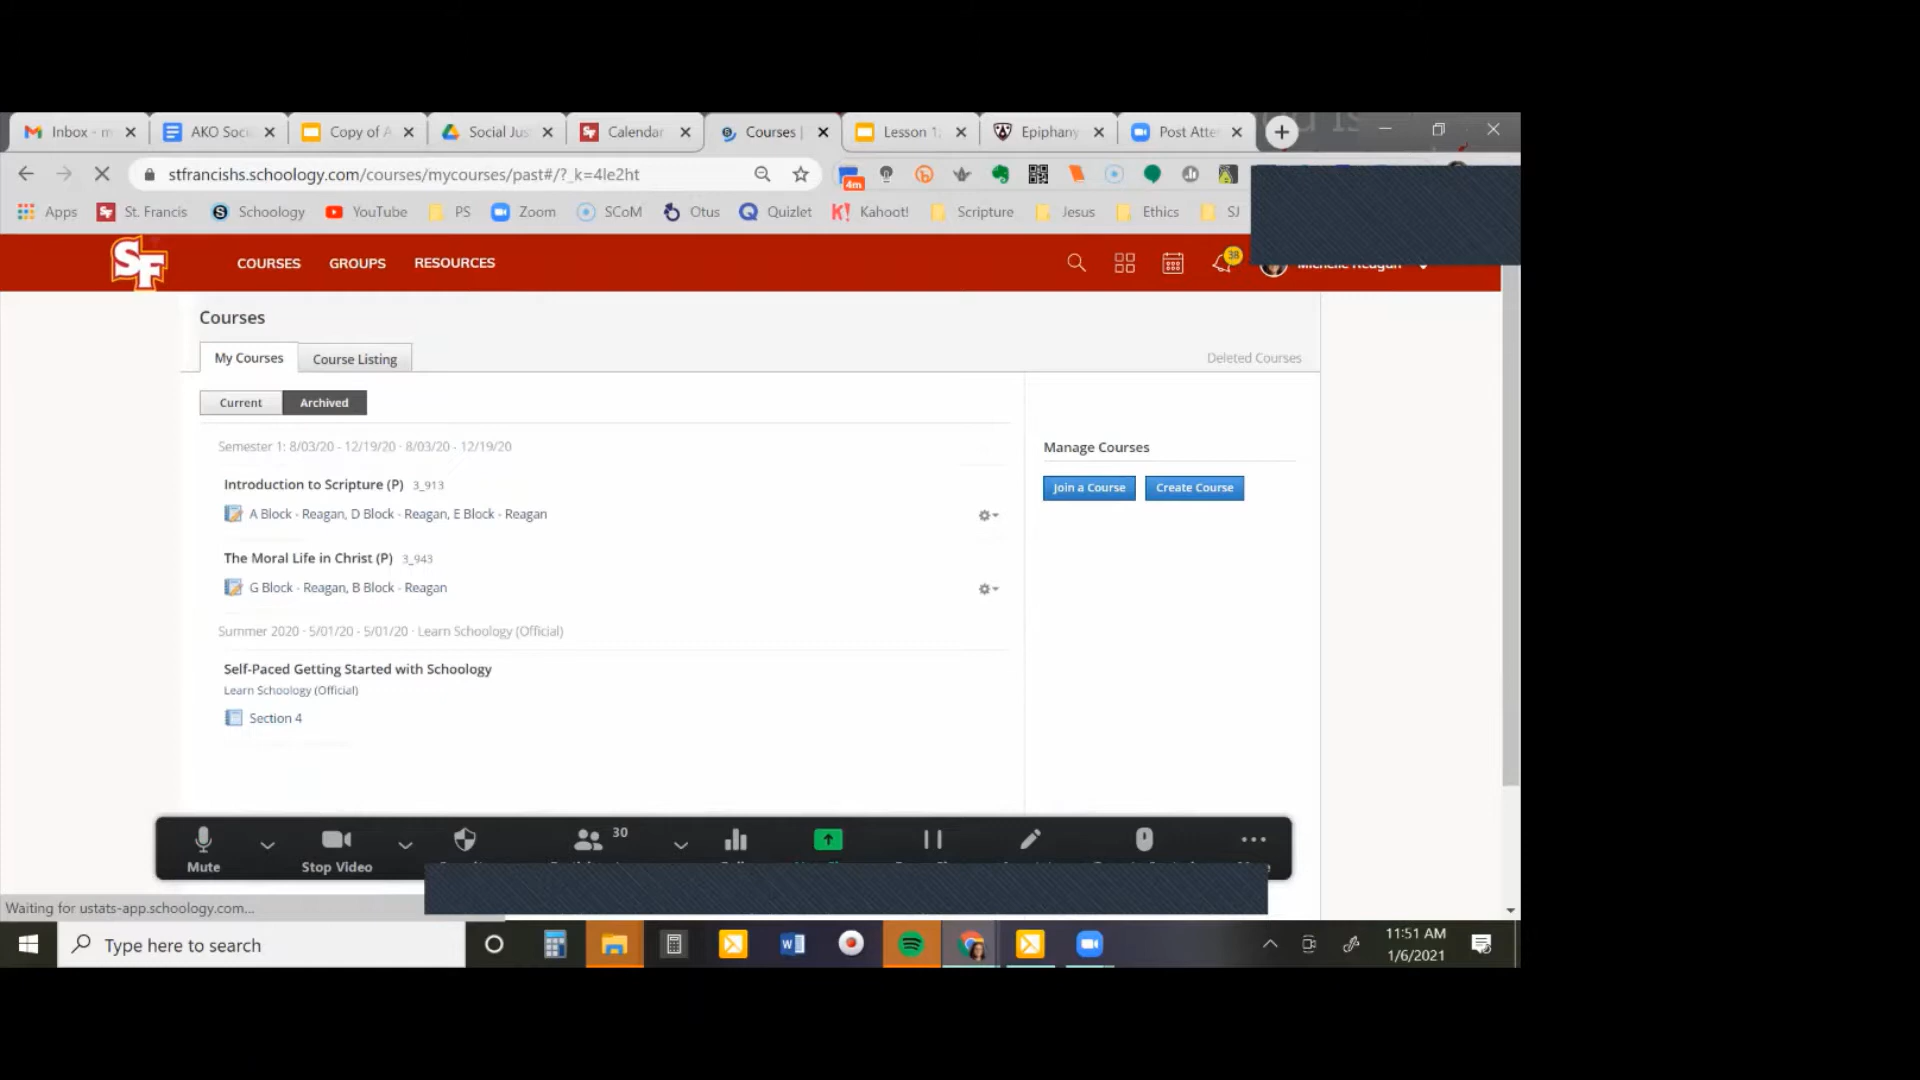 Inbox - m
AKO Soci
Copy of A
Social Jus
Calendar
Courses |
Lesson 1:
Epiphany
Post Atte
stfrancishs.schoology.com/courses/mycourses/past#/?_k=4le2ht
4m
Apps
St. Francis
Schoology
YouTube
PS
Zoom
SCoM
Otus
Quizlet
Kahoot!
Scripture
Jesus
Ethics
SJ
SF
COURSES
GROUPS
RESOURCES
38
Michelle Reagan
Courses
My Courses
Course Listing
Deleted Courses
Current
Archived
Semester 1: 8/03/20 - 12/19/20 · 8/03/20 - 12/19/20
Manage Courses
Introduction to Scripture (P) 3_913
Join a Course
Create Course
A Block - Reagan, D Block - Reagan, E Block - Reagan
The Moral Life in Christ (P) 3_943
G Block - Reagan, B Block - Reagan
Summer 2020 · 5/01/20 - 5/01/20 · Learn Schoology (Official)
Self-Paced Getting Started with Schoology
Learn Schoology (Official)
Section 4
30
Mute
Stop Video
Waiting for ustats-app.schoology.com...
Type here to search
11:51 AM
1/6/2021